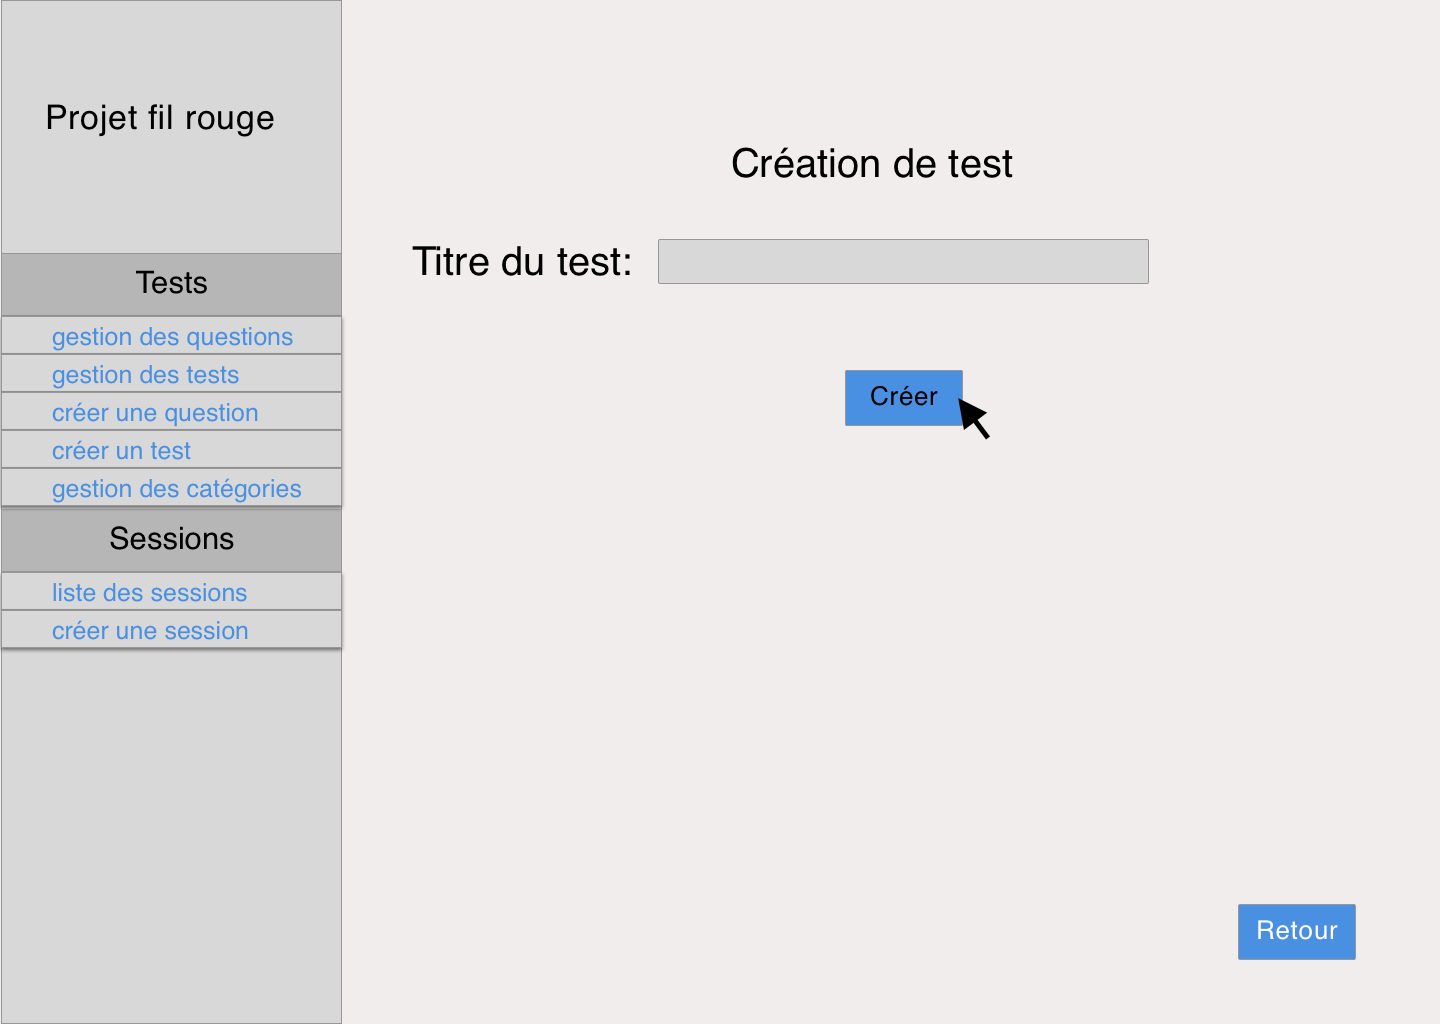 Projet fil rouge
Tests
gestion des questions
gestion des tests
créer une question
créer un test
gestion des catégories
Sessions
liste des sessions
créer une session
Création de test
Titre du test:
Créer
Retour